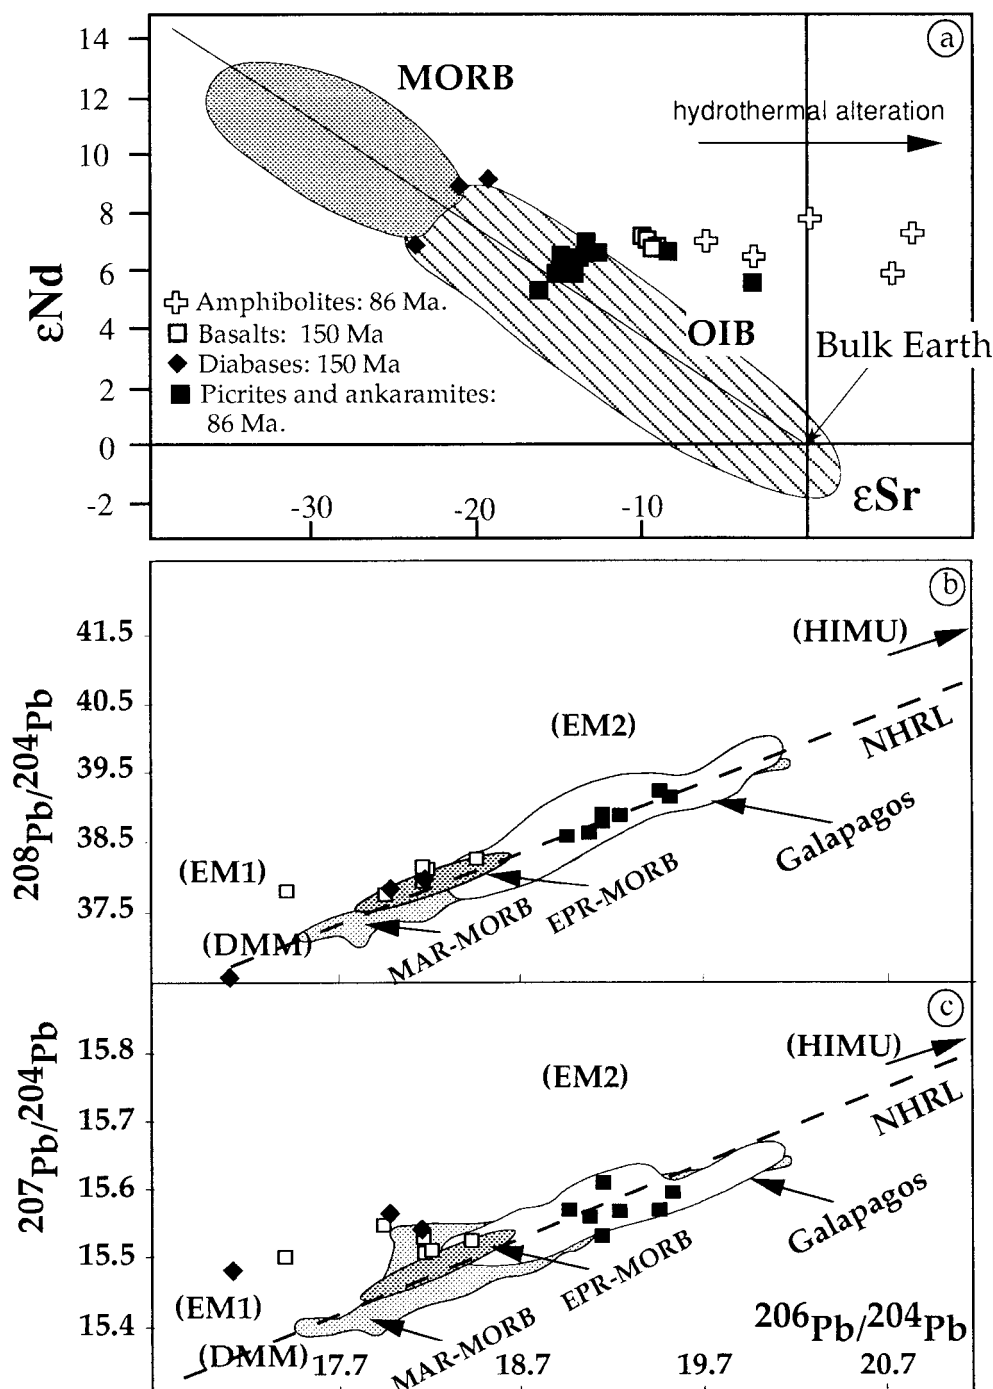 a
14
12
10
8
6
4
2
0
-2
εNd
MORB
hydrothermal alteration
Amphibolites: 86 Ma.
Basalts: 150 Ma
Diabases: 150 Ma
Picrites and ankaramites:
86 Ma.
OIB
Bulk Earth
-30
-20
-10
εSr
b
41.5
40.5
39.5
38.5
37.5
208Pb/204Pb
(HIMU)
(EM2)
NHRL
Galapagos
(EM1)
(DMM)
EPR-MORB
MAR-MORB
c
15.8
15.7
15.6
15.5
15.4
207Pb/204Pb
(HIMU)
(EM2)
NHRL
Galapagos
EPR-MORB
(EM1)
(DMM)
MAR-MORB
206Pb/204Pb
17.7
18.7
19.7
20.7